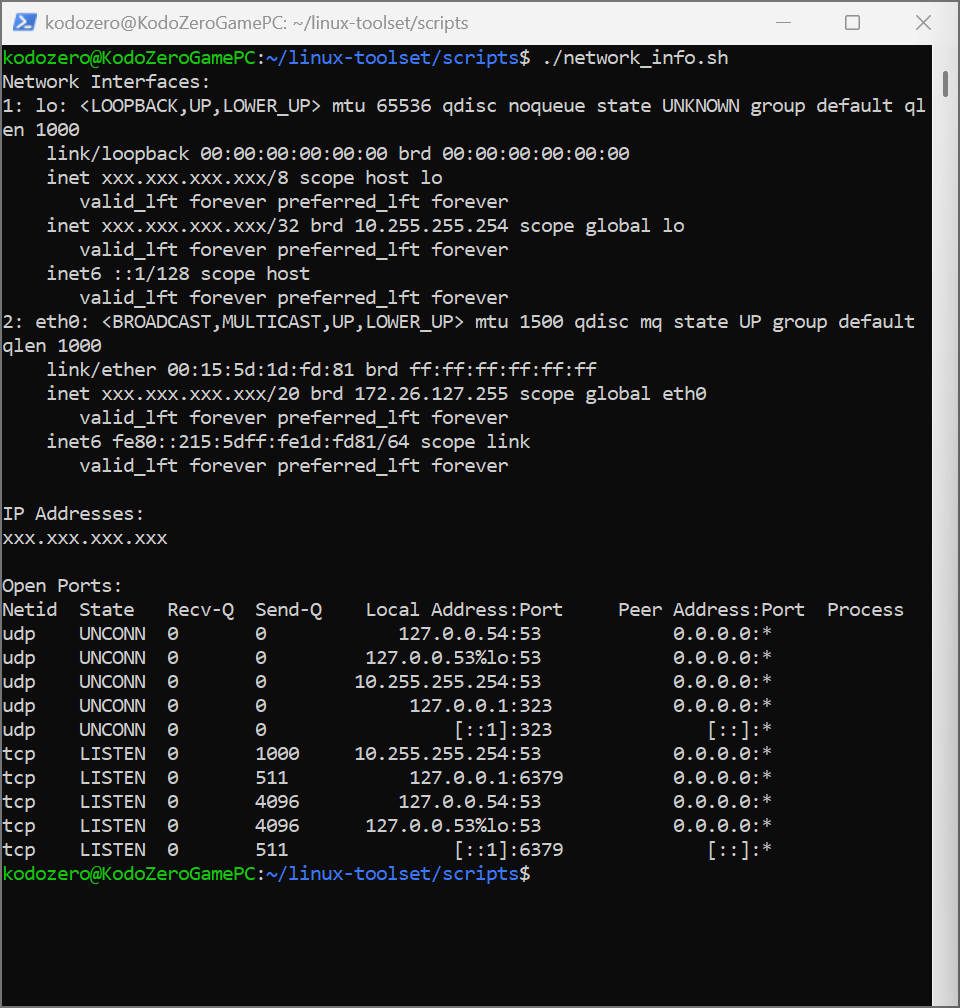 kodozero@KodoZeroGamePC: ~/linux-toolset/scripts
kodozero@KodoZeroGamePC:~/linux-toolset/scripts$ ./network_info.sh
Network Interfaces:
1: lo: <LOOPBACK,UP,LOWER_UP> mtu 65536 qdisc noqueue state UNKNOWN group default ql
en 1000
    link/loopback 00:00:00:00:00:00 brd 00:00:00:00:00:00
    inet xxx.xxx.xxx.xxx/8 scope host lo
       valid_lft forever preferred_lft forever
    inet xxx.xxx.xxx.xxx/32 brd 10.255.255.254 scope global lo
       valid_lft forever preferred_lft forever
    inet6 ::1/128 scope host
       valid_lft forever preferred_lft forever
2: eth0: <BROADCAST,MULTICAST,UP,LOWER_UP> mtu 1500 qdisc mq state UP group default
qlen 1000
    link/ether 00:15:5d:1d:fd:81 brd ff:ff:ff:ff:ff:ff
    inet xxx.xxx.xxx.xxx/20 brd 172.26.127.255 scope global eth0
       valid_lft forever preferred_lft forever
    inet6 fe80::215:5dff:fe1d:fd81/64 scope link
       valid_lft forever preferred_lft forever

IP Addresses:
xxx.xxx.xxx.xxx

Open Ports:
Netid  State   Recv-Q  Send-Q    Local Address:Port     Peer Address:Port  Process
udp    UNCONN  0       0            127.0.0.54:53            0.0.0.0:*
udp    UNCONN  0       0         127.0.0.53%lo:53            0.0.0.0:*
udp    UNCONN  0       0        10.255.255.254:53            0.0.0.0:*
udp    UNCONN  0       0             127.0.0.1:323           0.0.0.0:*
udp    UNCONN  0       0                 [::1]:323              [::]:*
tcp    LISTEN  0       1000     10.255.255.254:53            0.0.0.0:*
tcp    LISTEN  0       511           127.0.0.1:6379          0.0.0.0:*
tcp    LISTEN  0       4096         127.0.0.54:53            0.0.0.0:*
tcp    LISTEN  0       4096      127.0.0.53%lo:53            0.0.0.0:*
tcp    LISTEN  0       511               [::1]:6379             [::]:*
kodozero@KodoZeroGamePC:~/linux-toolset/scripts$